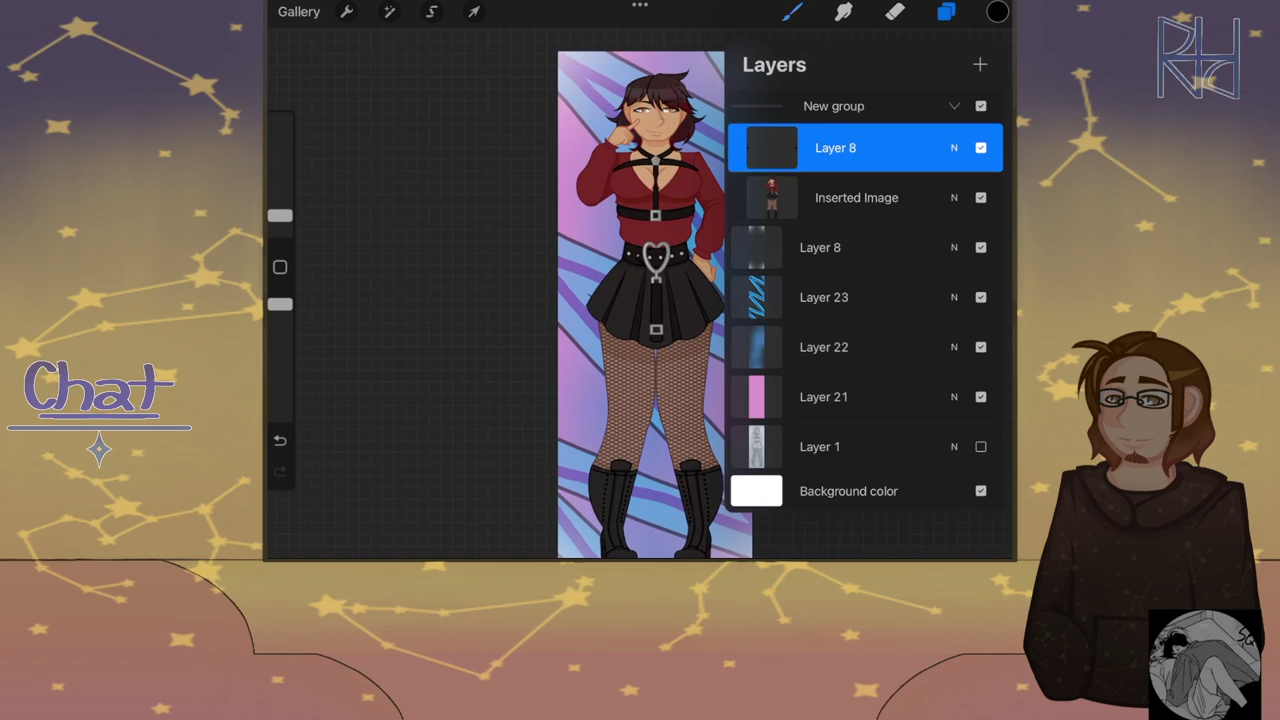 Gallery
Layers
New group
Layer 8 N
Inserted Image N
Layer 8 N
Layer 23 N
Layer 22 N
Layer 21 N
Layer 1 N
Background color
Chat